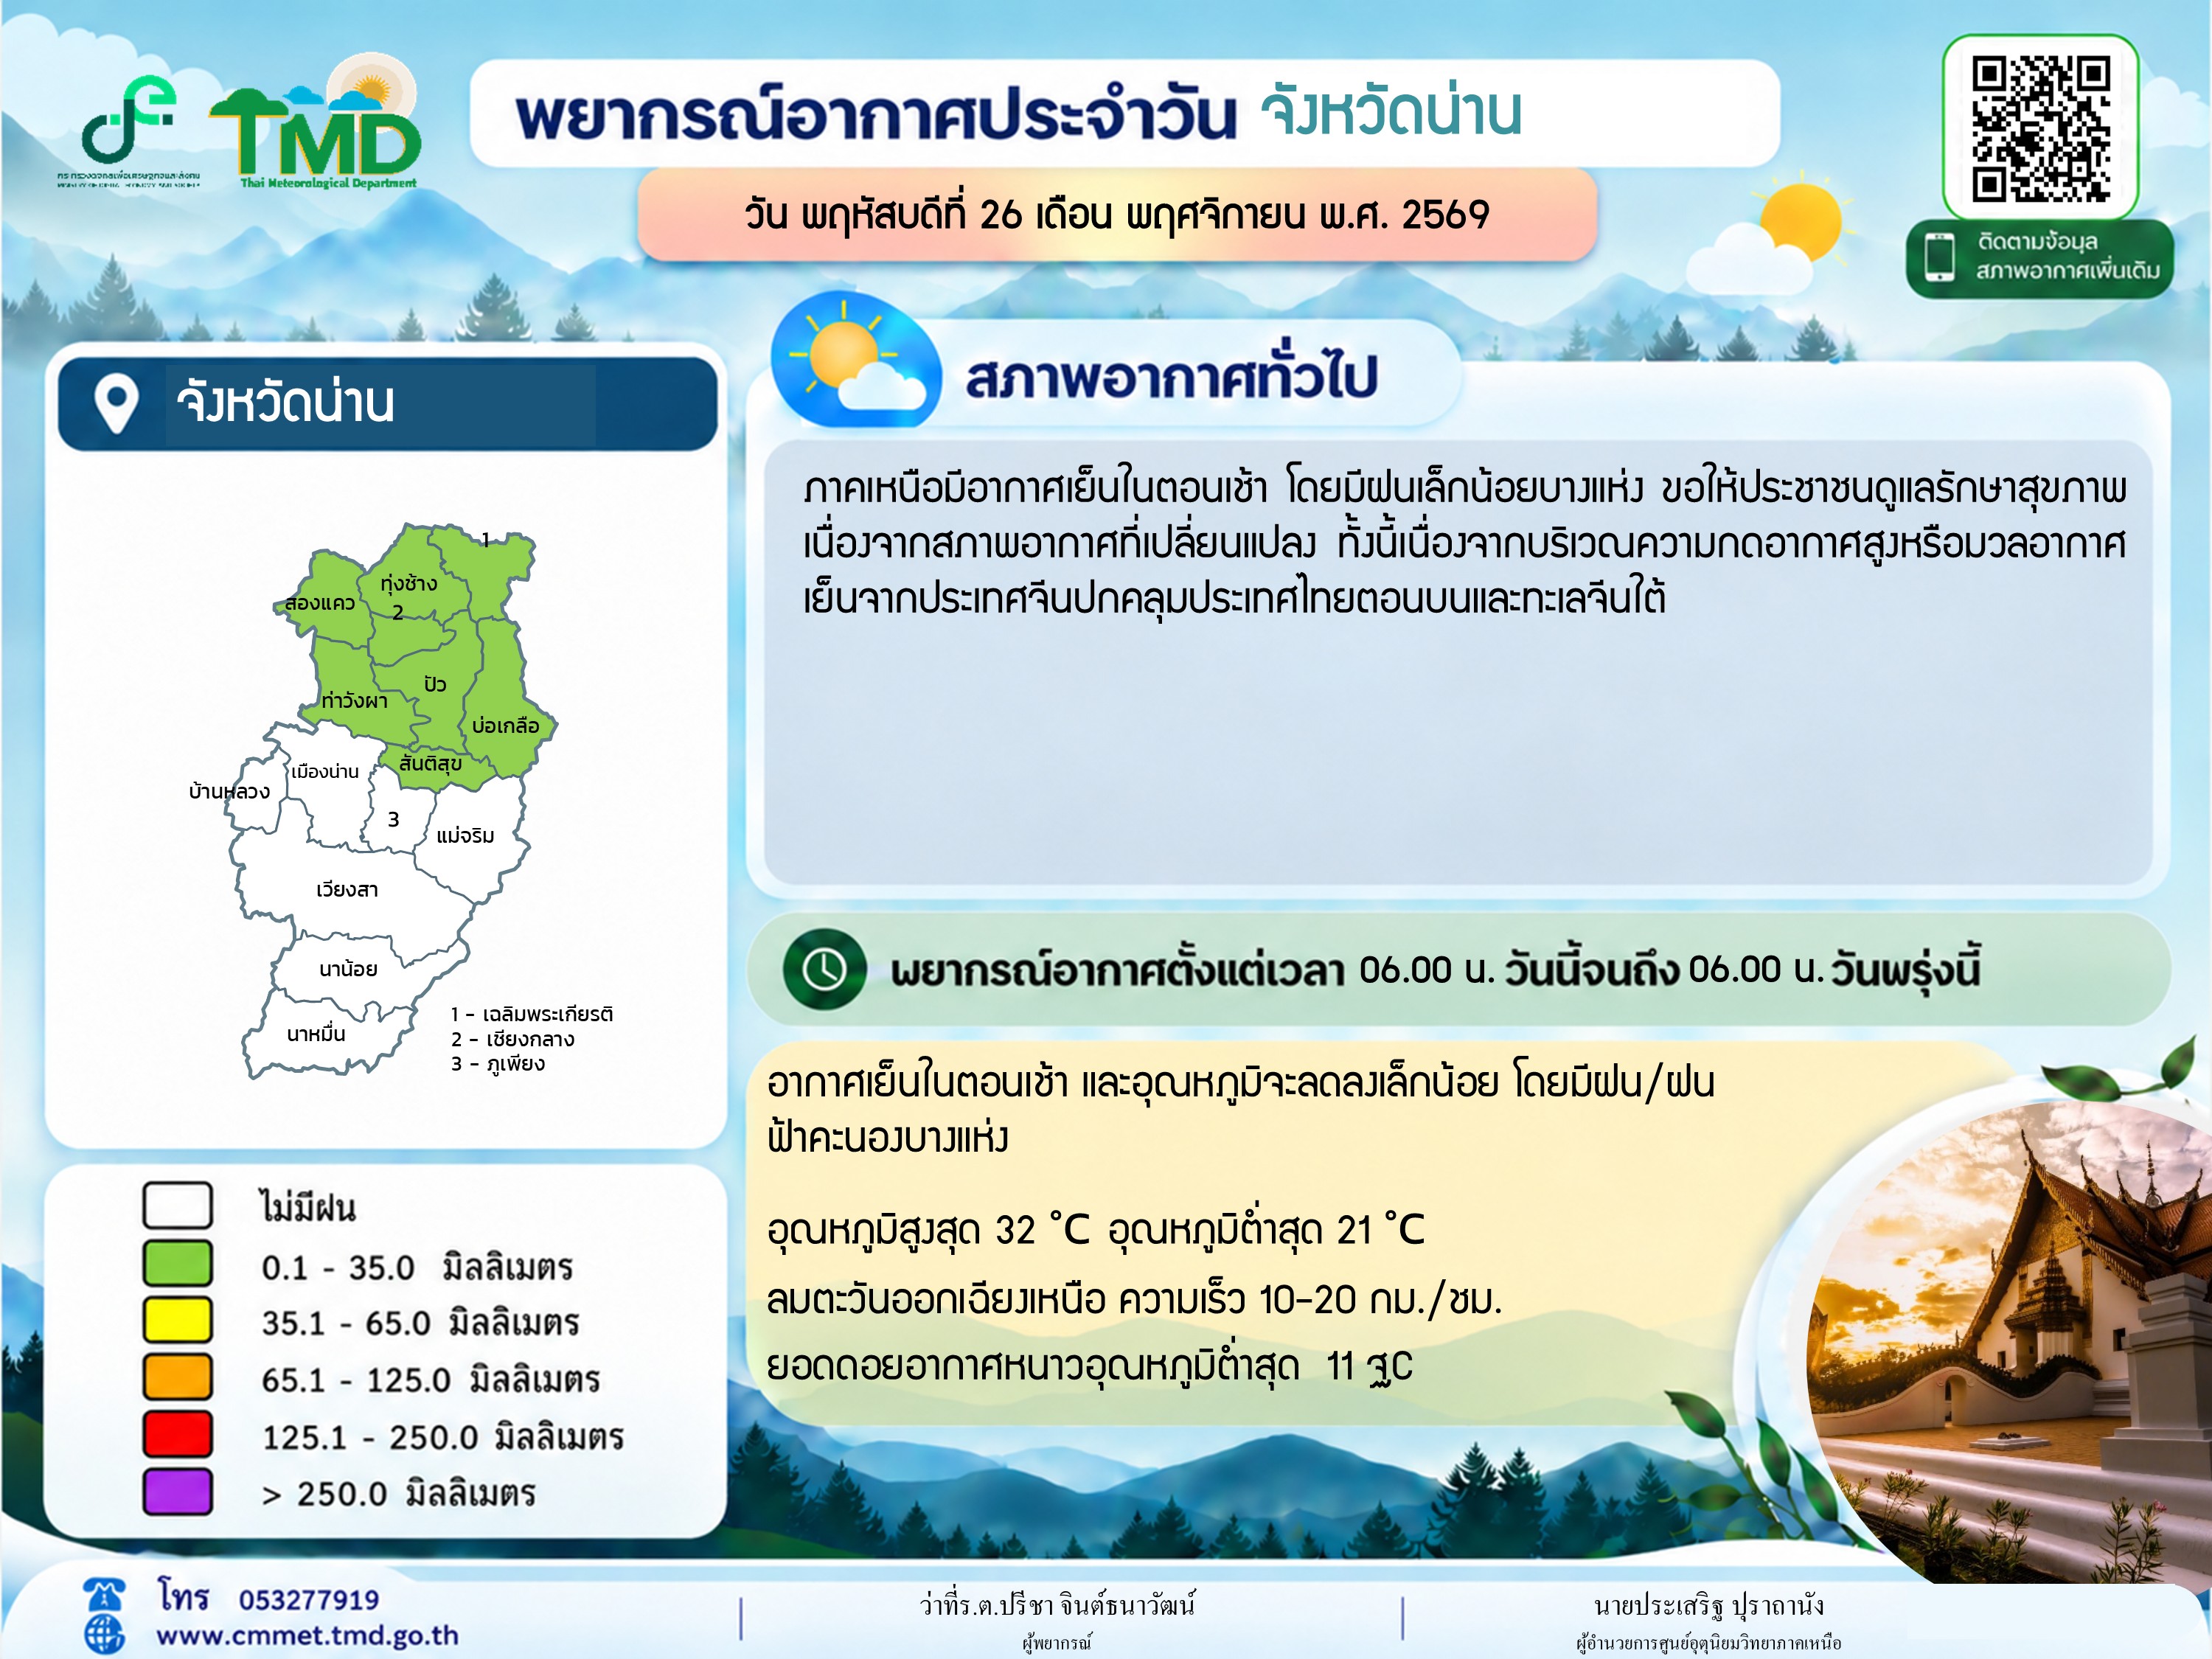 TMD
Thai Meteorological Department
พยากรณ์อากาศประจำวัน จังหวัดน่าน
วัน พฤหัสบดีที่ 26 เดือน พฤศจิกายน พ.ศ. 2569
ติดตามข้อมูล
สภาพอากาศเพิ่มเติม
จังหวัดน่าน
1
ทุ่งช้าง
สองแคว
2
ปัว
ท่าวังผา
บ่อเกลือ
สันติสุข
เมืองน่าน
บ้านหลวง
3
แม่จริม
เวียงสา
นาน้อย
นาหมื่น
1 - เฉลิมพระเกียรติ
2 - เชียงกลาง
3 - ภูเพียง
ไม่มีฝน
0.1 - 35.0 มิลลิเมตร
35.1 - 65.0 มิลลิเมตร
65.1 - 125.0 มิลลิเมตร
125.1 - 250.0 มิลลิเมตร
> 250.0 มิลลิเมตร
สภาพอากาศทั่วไป
ภาคเหนือมีอากาศเย็นในตอนเช้า โดยมีฝนเล็กน้อยบางแห่ง ขอให้ประชาชนดูแลรักษาสุขภาพ
เนื่องจากสภาพอากาศที่เปลี่ยนแปลง ทั้งนี้เนื่องจากบริเวณความกดอากาศสูงหรือมวลอากาศ
เย็นจากประเทศจีนปกคลุมประเทศไทยตอนบนและทะเลจีนใต้
พยากรณ์อากาศตั้งแต่เวลา 06.00 น. วันนี้จนถึง 06.00 น. วันพรุ่งนี้
อากาศเย็นในตอนเช้า และอุณหภูมิจะลดลงเล็กน้อย โดยมีฝน/ฝน
ฟ้าคะนองบางแห่ง
อุณหภูมิสูงสุด 32 °C อุณหภูมิต่ำสุด 21 °C
ลมตะวันออกเฉียงเหนือ ความเร็ว 10-20 กม./ชม.
ยอดดอยอากาศหนาวอุณหภูมิต่ำสุด 11 ฐC
โทร 053277919
www.cmmet.tmd.go.th
ว่าที่ร.ต.ปรีชา จินต์ธนาวัฒน์
ผู้พยากรณ์
นายประเสริฐ ปุราถานัง
ผู้อำนวยการศูนย์อุตุนิยมวิทยาภาคเหนือ